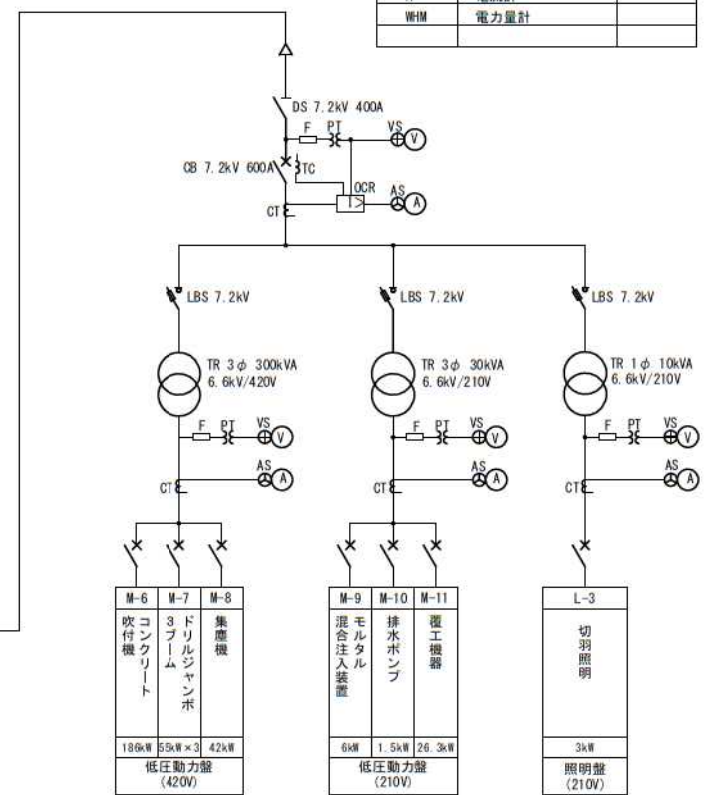 WHM 電力量計
DS 7.2kV 400A
F PT VS
V
CB 7.2kV 600A
TC
OCR
I>
AS
A
CT
LBS 7.2kV
LBS 7.2kV
LBS 7.2kV
TR 3φ 300kVA
6.6kV/420V
TR 3φ 30kVA
6.6kV/210V
TR 1φ 10kVA
6.6kV/210V
F PT VS
V
F PT VS
V
F PT VS
V
AS
A
CT
AS
A
CT
AS
A
CT
M-6 M-7 M-8
コンクリート
吹付機
ドリルジャンボ
3ブーム
集塵機
186kW 55kW×3 42kW
低圧動力盤
(420V)
M-9 M-10 M-11
モルタル
混合注入装置
排水ポンプ
覆工機器
6kW 1.5kW 26.3kW
低圧動力盤
(210V)
L-3
切羽照明
3kW
照明盤
(210V)